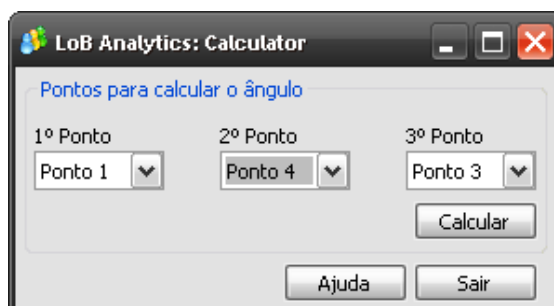 LoB Analytics: Calculator
Pontos para calcular o ângulo
1º Ponto 2º Ponto 3º Ponto
Ponto 1 Ponto 4 Ponto 3
Calcular
Ajuda Sair